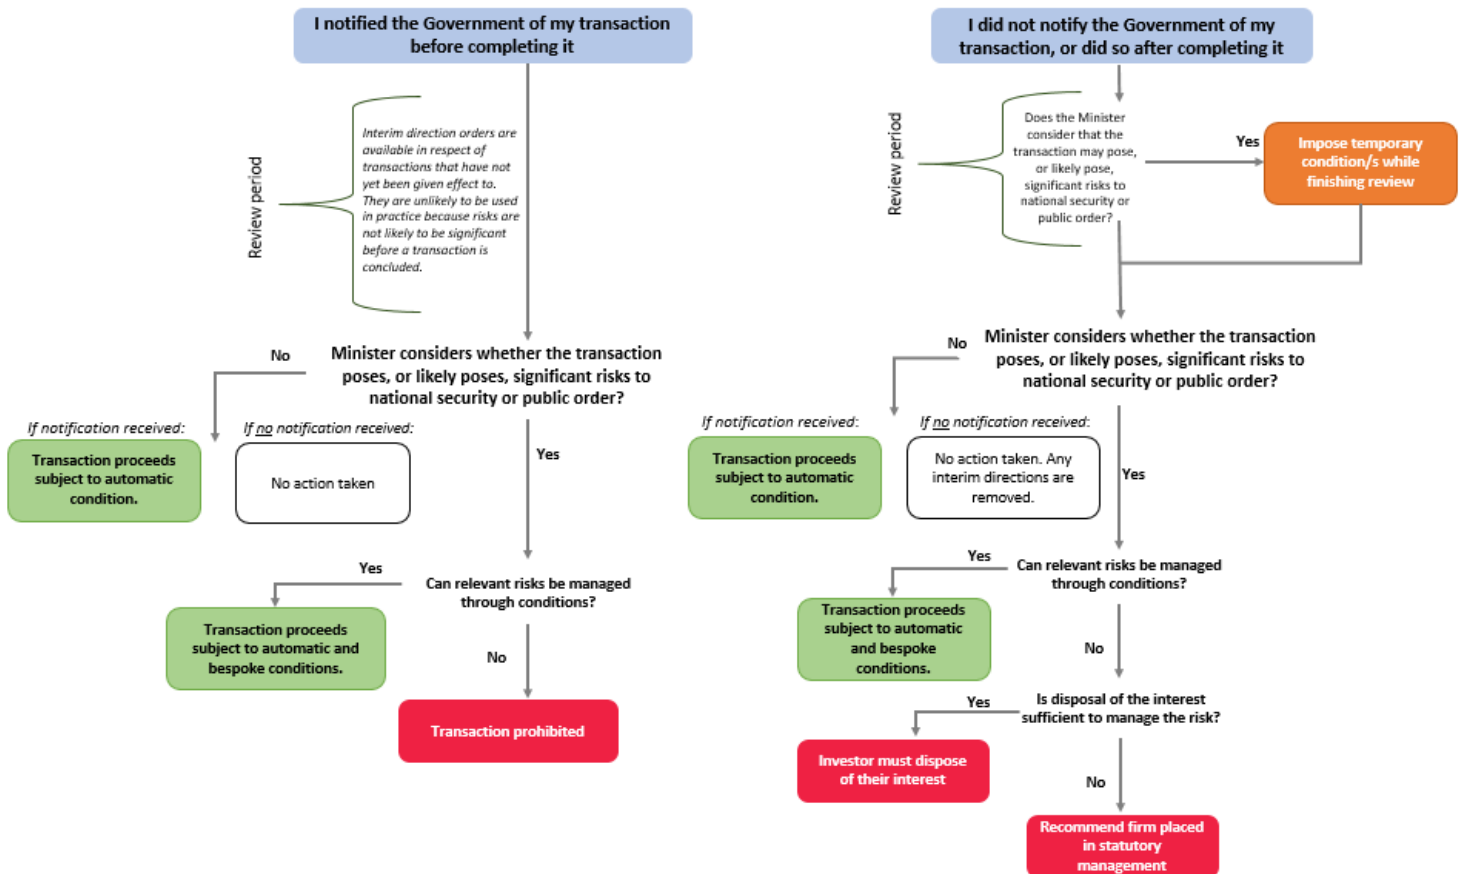 I notified the Government of my transaction
before completing it
Review period
Interim direction orders are
available in respect of
transactions that have not
yet been given effect to.
They are unlikely to be used
in practice because risks are
not likely to be significant
before a transaction is
concluded.
No
Minister considers whether the transaction
poses, or likely poses, significant risks to
national security or public order?
If notification received:
Transaction proceeds
subject to automatic
condition.
If no notification received:
No action taken
Yes
Yes
Can relevant risks be managed
through conditions?
Transaction proceeds
subject to automatic and
bespoke conditions.
No
Transaction prohibited
I did not notify the Government of my
transaction, or did so after completing it
Review period
Does the Minister
consider that the
transaction may pose,
or likely pose,
significant risks to
national security or
public order?
Yes
Impose temporary
condition/s while
finishing review
No
Minister considers whether the transaction
poses, or likely poses, significant risks to
national security or public order?
If notification received:
Transaction proceeds
subject to automatic
condition.
If no notification received:
No action taken. Any
interim directions are
removed.
Yes
Yes
Can relevant risks be managed
through conditions?
Transaction proceeds
subject to automatic
and bespoke
conditions.
No
Yes
Is disposal of the interest
sufficient to manage the risk?
Investor must dispose
of their interest
No
Recommend firm placed
in statutory
management